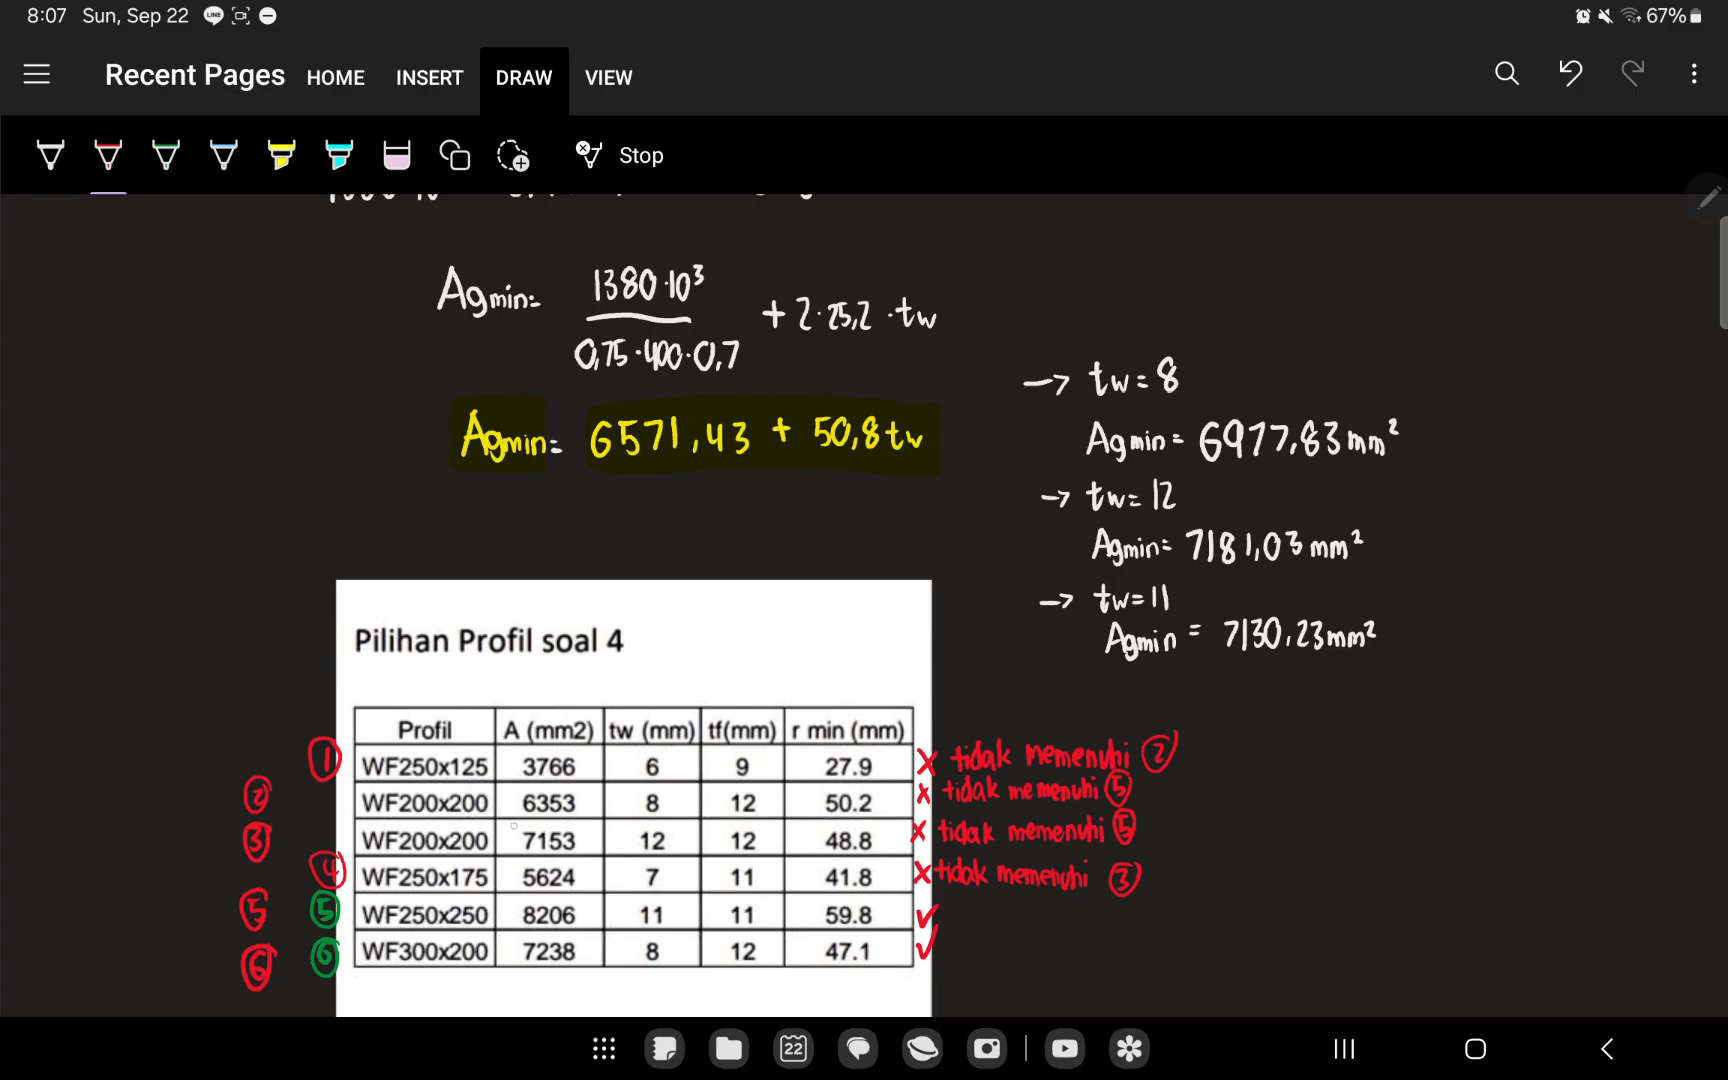 8:07 Sun, Sep 22 LINE 67%
Recent Pages HOME INSERT DRAW VIEW
Stop
Agmin= 1380·10³ + 2·25,2 ·tw
0,75·400·0,7
Agmin= 6571,43 + 50,8tw
→ tw=8
Agmin= 6977,83mm²
→ tw=12
Agmin= 7181,03mm²
→ tw=11
Agmin = 7130,23mm²
Pilihan Profil soal 4
Profil A (mm2) tw (mm) tf(mm) r min (mm)
① WF250x125 3766 6 9 27.9 x tidak memenuhi ②
② WF200x200 6353 8 12 50.2 x tidak memenuhi ⑤
③ WF200x200 7153 12 12 48.8 x tidak memenuhi ⑤
④ WF250x175 5624 7 11 41.8 x tidak memenuhi ③
⑤ ⑤ WF250x250 8206 11 11 59.8 ✓
⑥ ⑥ WF300x200 7238 8 12 47.1 ✓
22